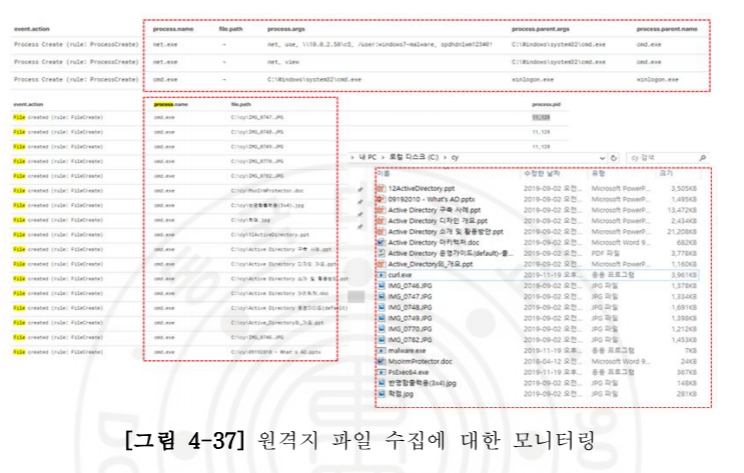 event.action process.name file.path process.args process.parent.args process.parent.name
Process Create (rule: ProcessCreate) net.exe - net, use, \\10.0.2.50\c$, /user:windows7-malware, C:\Windows\system32\cmd.exe cmd.exe
Process Create (rule: ProcessCreate) net.exe - net, view C:\Windows\system32\cmd.exe cmd.exe
Process Create (rule: ProcessCreate) cmd.exe - C:\Windows\system32\cmd.exe winlogon.exe winlogon.exe
event.action process.name file.path process.pid
File created (rule: FileCreate) cmd.exe C:\cy\IMG_0747.JPG 11,128
File created (rule: FileCreate) cmd.exe C:\cy\IMG_0748.JPG 11,128
File created (rule: FileCreate) cmd.exe C:\cy\IMG_0749.JPG 11,128
File created (rule: FileCreate) cmd.exe C:\cy\IMG_0770.JPG
File created (rule: FileCreate) cmd.exe C:\cy\IMG_0762.JPG
File created (rule: FileCreate) cmd.exe C:\cy\MsoirmProtector.doc
File created (rule: FileCreate) cmd.exe C:\cy\반명함출력용(3x4).jpg
File created (rule: FileCreate) cmd.exe C:\cy\학점.jpg
File created (rule: FileCreate) cmd.exe C:\cy\12ActiveDirectory.ppt
File created (rule: FileCreate) cmd.exe C:\cy\Active Directory 구축 사례.ppt
File created (rule: FileCreate) cmd.exe C:\cy\Active Directory 디자인 개요.ppt
File created (rule: FileCreate) cmd.exe C:\cy\Active Directory 소개 및 활용방안.ppt
File created (rule: FileCreate) cmd.exe C:\cy\Active Directory 아키텍처.doc
File created (rule: FileCreate) cmd.exe C:\cy\Active Directory 운영가이드(default)
File created (rule: FileCreate) cmd.exe C:\cy\Active_Directory의_개요.ppt
File created (rule: FileCreate) cmd.exe C:\cy\IMG_0746.JPG
File created (rule: FileCreate) cmd.exe C:\cy\09192010 - What's AD.pptx
> 내 PC > 로컬 디스크 (C:) > cy cy 검색
이름 수정한 날짜 유형 크기
12ActiveDirectory.ppt 2019-09-02 오전... Microsoft PowerP... 3,505KB
09192010 - What's AD.pptx 2019-09-02 오전... Microsoft PowerP... 1,495KB
Active Directory 구축 사례.ppt 2019-09-02 오전... Microsoft PowerP... 13,472KB
Active Directory 디자인 개요.ppt 2019-09-02 오전... Microsoft PowerP... 2,434KB
Active Directory 소개 및 활용방안.ppt 2019-09-02 오전... Microsoft PowerP... 21,208KB
Active Directory 아키텍처.doc 2019-09-02 오전... Microsoft Word 9... 682KB
Active Directory 운영가이드(default)-줄... 2019-09-02 오전... PDF 파일 3,778KB
Active_Directory의_개요.ppt 2019-09-02 오전... Microsoft PowerP... 1,160KB
curl.exe 2019-11-19 오후... 응용 프로그램 3,961KB
IMG_0746.JPG 2019-09-02 오전... JPG 파일 1,378KB
IMG_0747.JPG 2019-09-02 오전... JPG 파일 1,334KB
IMG_0748.JPG 2019-09-02 오전... JPG 파일 1,691KB
IMG_0749.JPG 2019-09-02 오전... JPG 파일 1,398KB
IMG_0770.JPG 2019-09-02 오전... JPG 파일 1,212KB
IMG_0762.JPG 2019-09-02 오전... JPG 파일 1,453KB
malware.exe 2019-11-19 오후... 응용 프로그램 7KB
MsoirmProtector.doc 2018-04-12 오전... Microsoft Word 9... 24KB
PsExec64.exe 2019-11-19 오후... 응용 프로그램 367KB
반명함출력용(3x4).jpg 2019-09-02 오전... JPG 파일 148KB
학점.jpg 2019-09-02 오전... JPG 파일 281KB
[그림 4-37] 원격지 파일 수집에 대한 모니터링